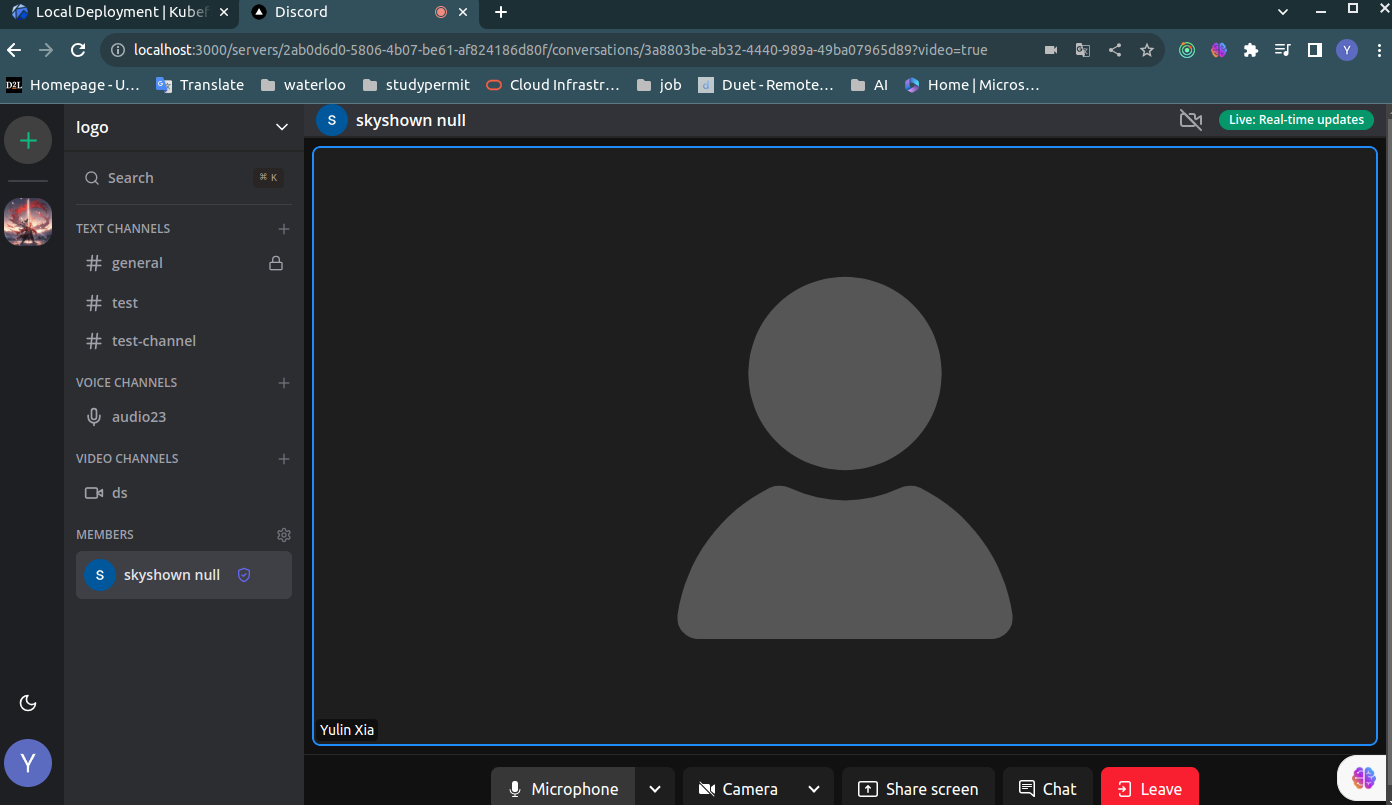 Local Deployment | Kubef
Discord
localhost:3000/servers/2ab0d6d0-5806-4b07-be61-af824186d80f/conversations/3a8803be-ab32-4440-989a-49ba07965d89?video=true
Y
D2L Homepage - U...
Translate
waterloo
studypermit
Cloud Infrastr...
job
d Duet - Remote...
AI
Home | Micros...
logo
S skyshown null
Live: Real-time updates
Search ⌘ K
TEXT CHANNELS
# general
# test
# test-channel
VOICE CHANNELS
audio23
VIDEO CHANNELS
ds
MEMBERS
S skyshown null
Y
Yulin Xia
Microphone
Camera
Share screen
Chat
Leave